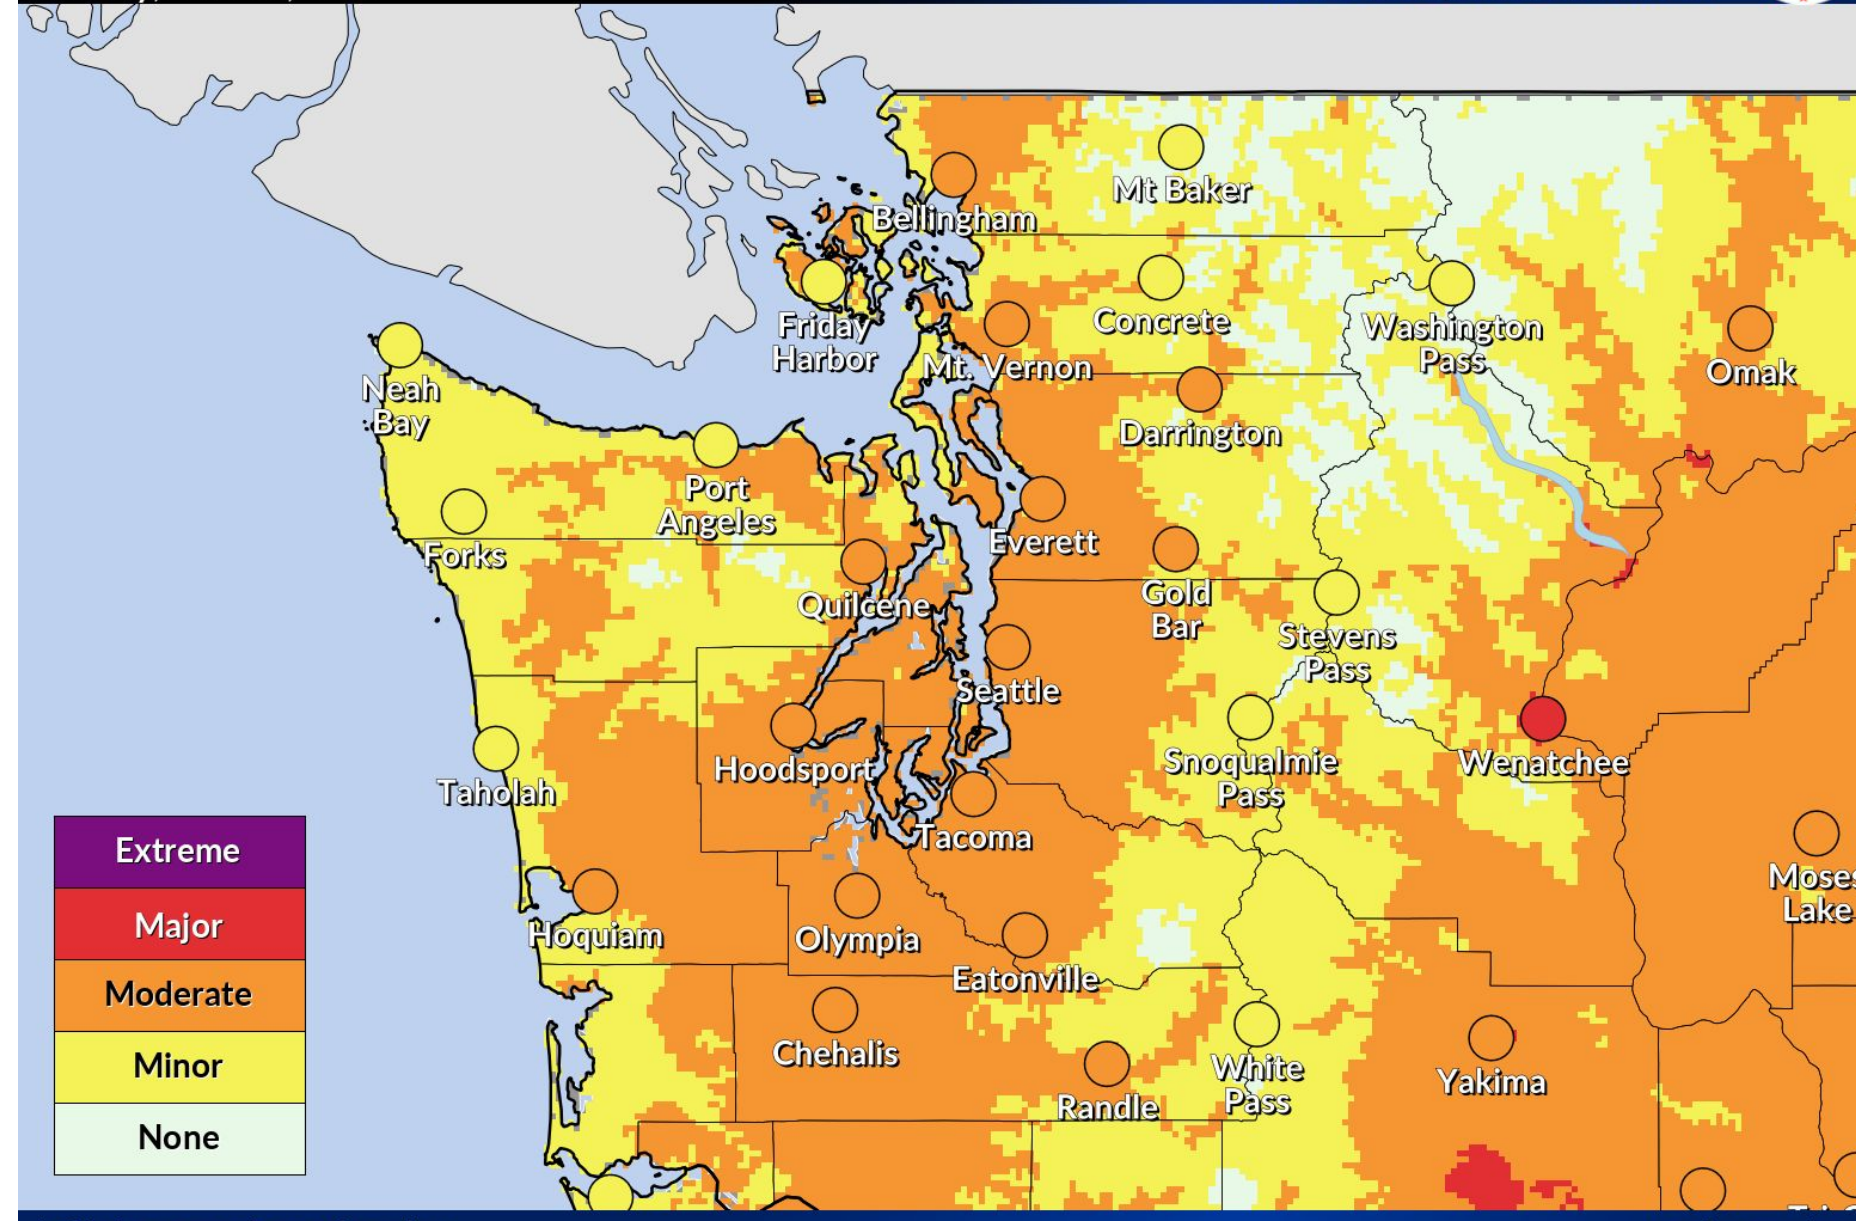 Mt Baker
Bellingham
Concrete
Friday
Harbor
Washington
Pass
Mt. Vernon
Omak
Neah
Bay
Darrington
Port
Angeles
Everett
Forks
Gold
Bar
Quilcene
Stevens
Pass
Seattle
Hoodsport
Snoqualmie
Pass
Wenatchee
Taholah
Tacoma
Moses
Lake
Hoquiam
Olympia
Eatonville
Chehalis
White
Pass
Yakima
Randle
Extreme
Major
Moderate
Minor
None